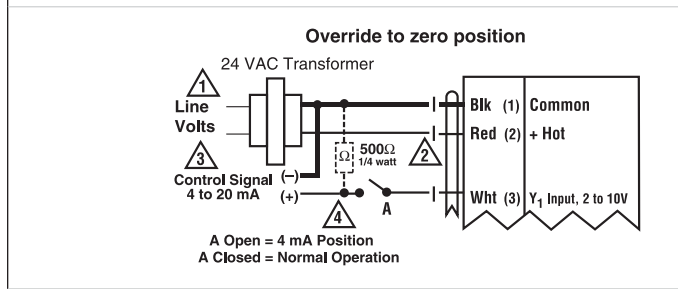 Override to zero position
24 VAC Transformer
1
Line
Volts
Blk (1) Common
Red (2) + Hot
Ω
500Ω
1/4 watt
2
3
Control Signal
4 to 20 mA
(–)
(+)
4
A
Wht (3) Y₁ Input, 2 to 10V
A Open = 4 mA Position
A Closed = Normal Operation